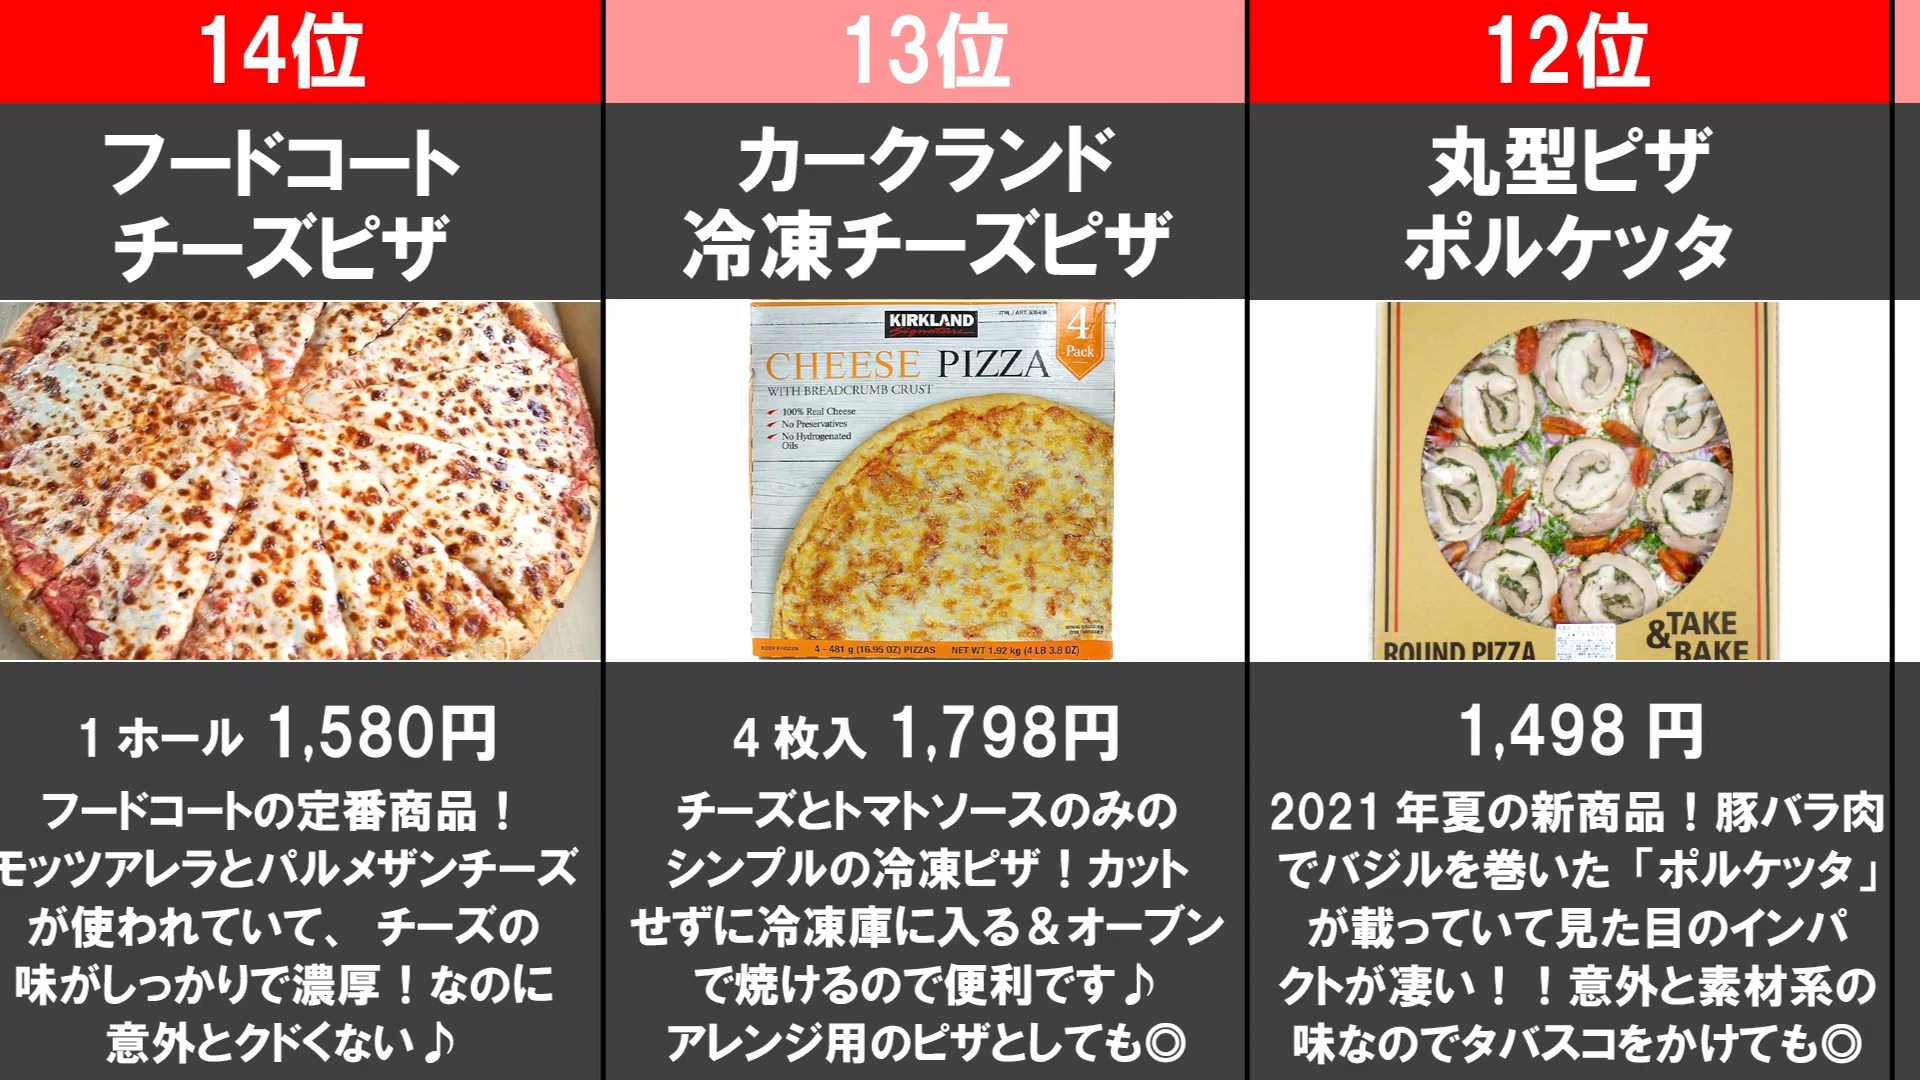 14位
フードコート
チーズピザ
1 ホール 1,580円
フードコートの定番商品！
モッツアレラとパルメザンチーズ
が使われていて、チーズの
味がしっかりで濃厚！なのに
意外とクドくない♪
13位
カークランド
冷凍チーズピザ
KIRKLAND
Signature
ITM. / ART.
4
Pack
CHEESE PIZZA
WITH BREADCRUMB CRUST
100% Real Cheese
No Preservatives
No Hydrogenated
Oils
KEEP FROZEN
4 - 481 g (16.95 OZ) PIZZAS NET WT 1.92 kg (4 LB 3.8 OZ)
4 枚入 1,798円
チーズとトマトソースのみの
シンプルの冷凍ピザ！カット
せずに冷凍庫に入る＆オーブン
で焼けるので便利です♪
アレンジ用のピザとしても◎
12位
丸型ピザ
ポルケッタ
ROUND PIZZA
&TAKE
BAKE
1,498 円
2021 年夏の新商品！豚バラ肉
でバジルを巻いた「ポルケッタ」
が載っていて見た目のインパ
クトが凄い！！意外と素材系の
味なのでタバスコをかけても◎